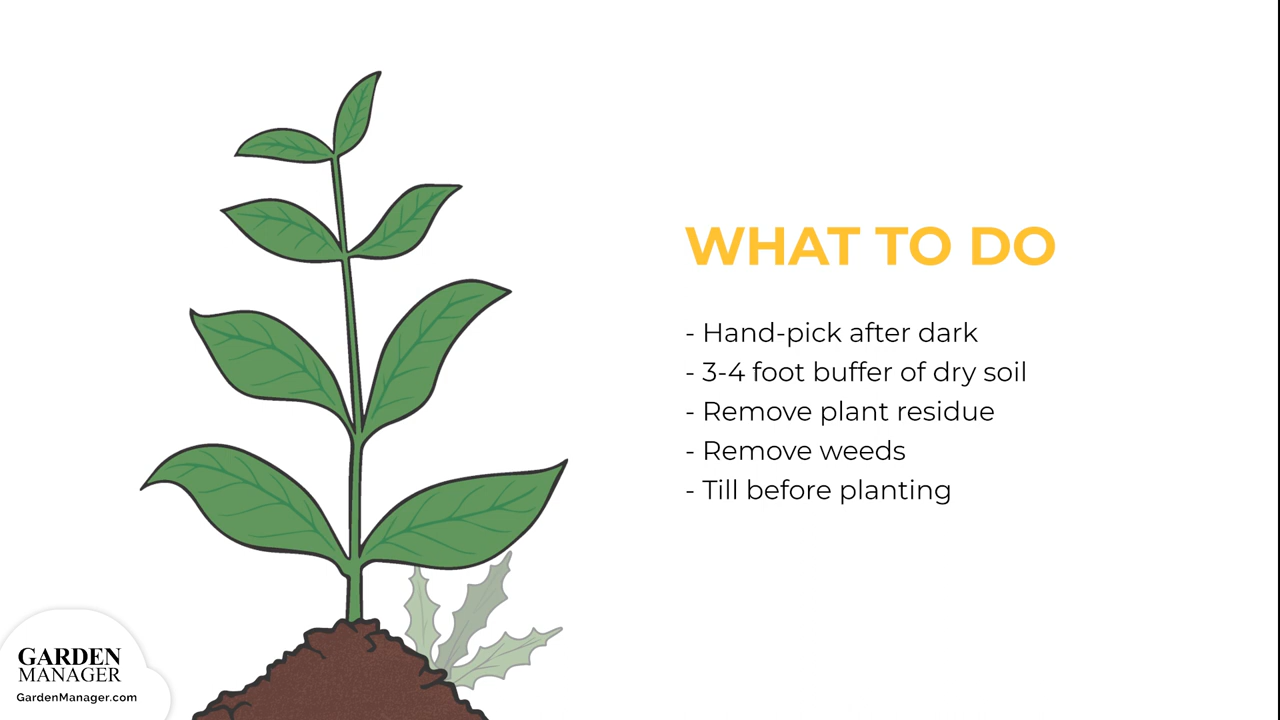 WHAT TO DO
- Hand-pick after dark
- 3-4 foot buffer of dry soil
- Remove plant residue
- Remove weeds
- Till before planting
GARDEN
MANAGER
GardenManager.com